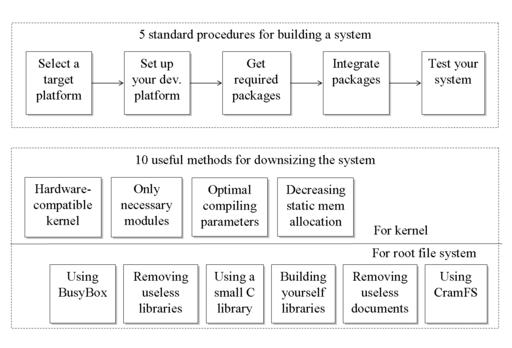 5 standard procedures for building a system
Select a
target
platform
Set up
your dev.
platform
Get
required
packages
Integrate
packages
Test your
system
10 useful methods for downsizing the system
Hardware-
compatible
kernel
Only
necessary
modules
Optimal
compiling
parameters
Decreasing
static mem
allocation
For kernel
For root file system
Using
BusyBox
Removing
useless
libraries
Using a
small C
library
Building
yourself
libraries
Removing
useless
documents
Using
CramFS